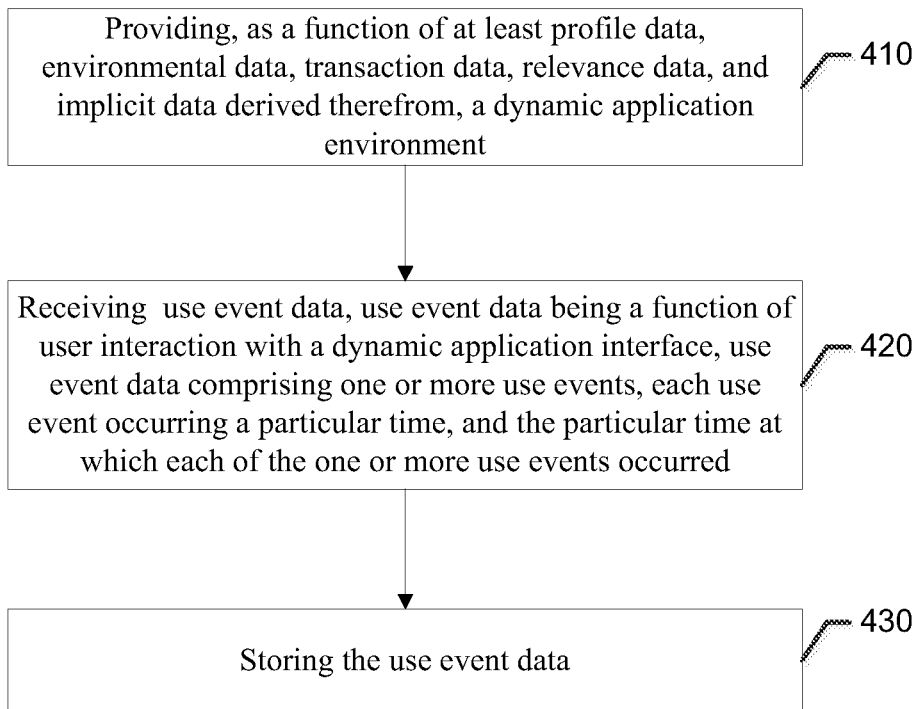 Providing, as a function of at least profile data,
environmental data, transaction data, relevance data, and
implicit data derived therefrom, a dynamic application
environment
410
Receiving use event data, use event data being a function of
user interaction with a dynamic application interface, use
event data comprising one or more use events, each use
event occurring a particular time, and the particular time at
which each of the one or more use events occurred
420
Storing the use event data
430